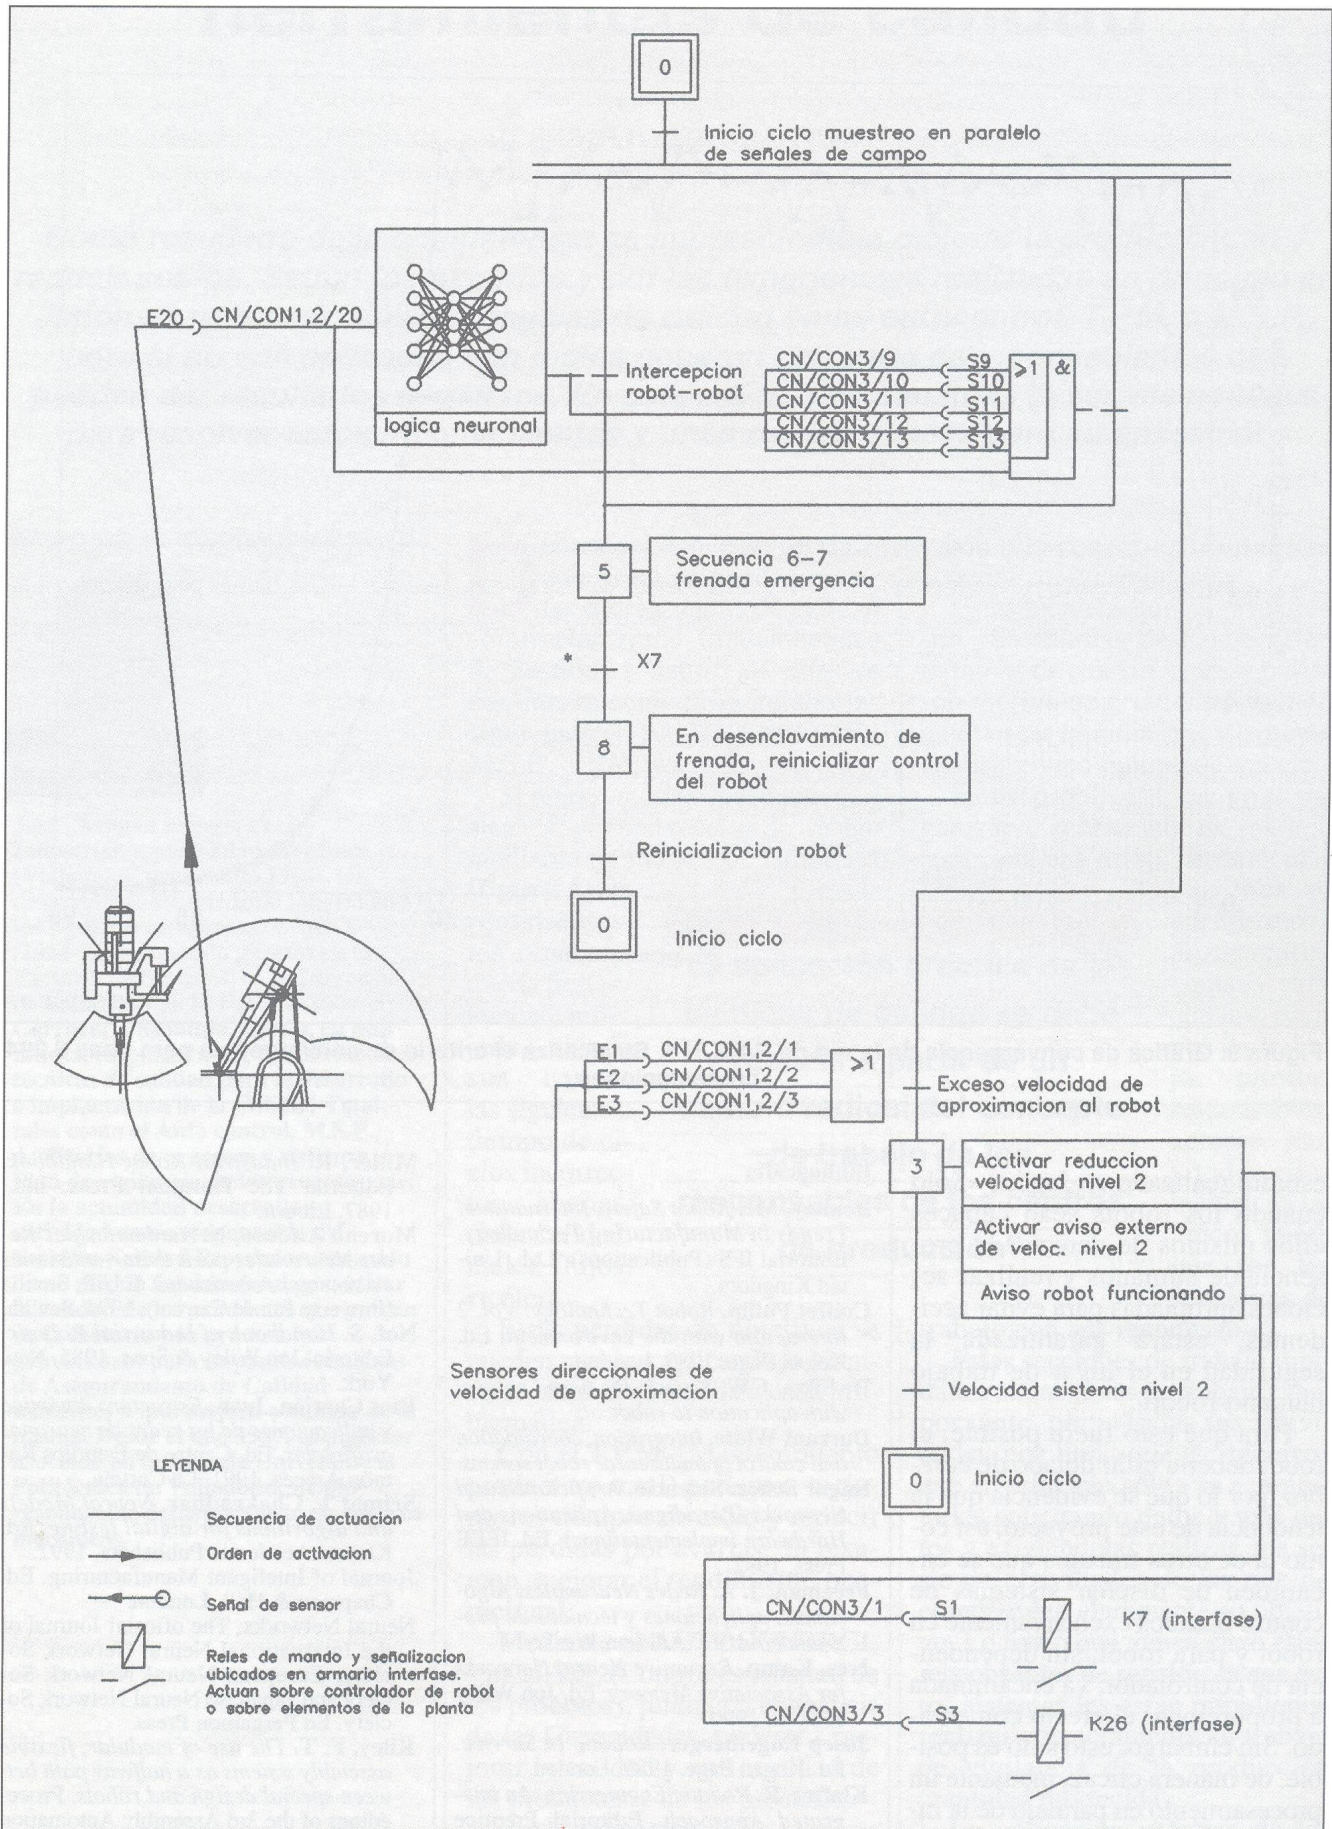 0
Inicio ciclo muestreo en paralelo
de señales de campo
E20
CN/CON1,2/20
logica neuronal
Intercepcion
robot-robot
CN/CON3/9 S9
CN/CON3/10 S10
CN/CON3/11 S11
CN/CON3/12 S12
CN/CON3/13 S13
⩾1 &
5
Secuencia 6-7
frenada emergencia
* X7
8
En desenclavamiento de
frenada, reinicializar control
del robot
Reinicializacion robot
0
Inicio ciclo
E1 CN/CON1,2/1
E2 CN/CON1,2/2
E3 CN/CON1,2/3
⩾1
Exceso velocidad de
aproximacion al robot
3
Acctivar reduccion
velocidad nivel 2
Activar aviso externo
de veloc. nivel 2
Aviso robot funcionando
Sensores direccionales de
velocidad de aproximacion
Velocidad sistema nivel 2
0
Inicio ciclo
LEYENDA
Secuencia de actuacion
Orden de activacion
Señal de sensor
Reles de mando y señalizacion
ubicados en armario interfase.
Actuan sobre controlador de robot
o sobre elementos de la planta
CN/CON3/1 S1
K7 (interfase)
CN/CON3/3 S3
K26 (interfase)